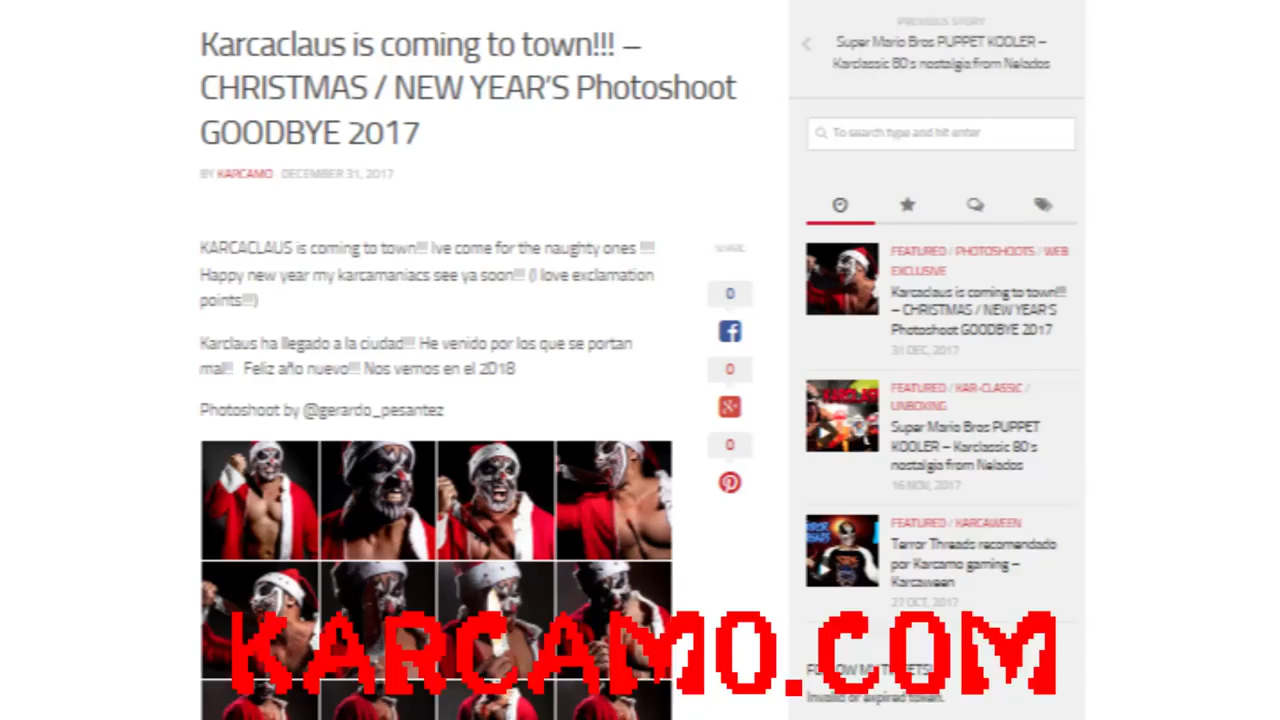 Karcaclaus is coming to town!!! –
CHRISTMAS / NEW YEAR'S Photoshoot
GOODBYE 2017
BY KARCAMO · DECEMBER 31, 2017
KARCACLAUS is coming to town!!! Ive come for the naughty ones !!!!
Happy new year my karcamaniacs see ya soon!!! (I love exclamation
points!!!)
Karclaus ha llegado a la ciudad!!! He venido por los que se portan
mal!! Feliz año nuevo!!! Nos vemos en el 2018
Photoshoot by @gerardo_pesantez
SHARE
0
0
0
PREVIOUS STORY
Super Mario Bros PUPPET KOOLER –
Karclassic 80's nostalgia from Nelados
To search type and hit enter
FEATURED / PHOTOSHOOTS / WEB
EXCLUSIVE
Karcaclaus is coming to town!!!
– CHRISTMAS / NEW YEAR'S
Photoshoot GOODBYE 2017
31 DEC, 2017
FEATURED / KAR-CLASSIC /
UNBOXING
Super Mario Bros PUPPET
KOOLER – Karclassic 80's
nostalgia from Nelados
16 NOV, 2017
FEATURED / KARCAWEEN
Terror Threads recomendado
por Karcamo gaming –
Karcaween
27 OCT, 2017
FOLLOW MY TWEETS!
Invalid or expired token.
KARCAMO.COM